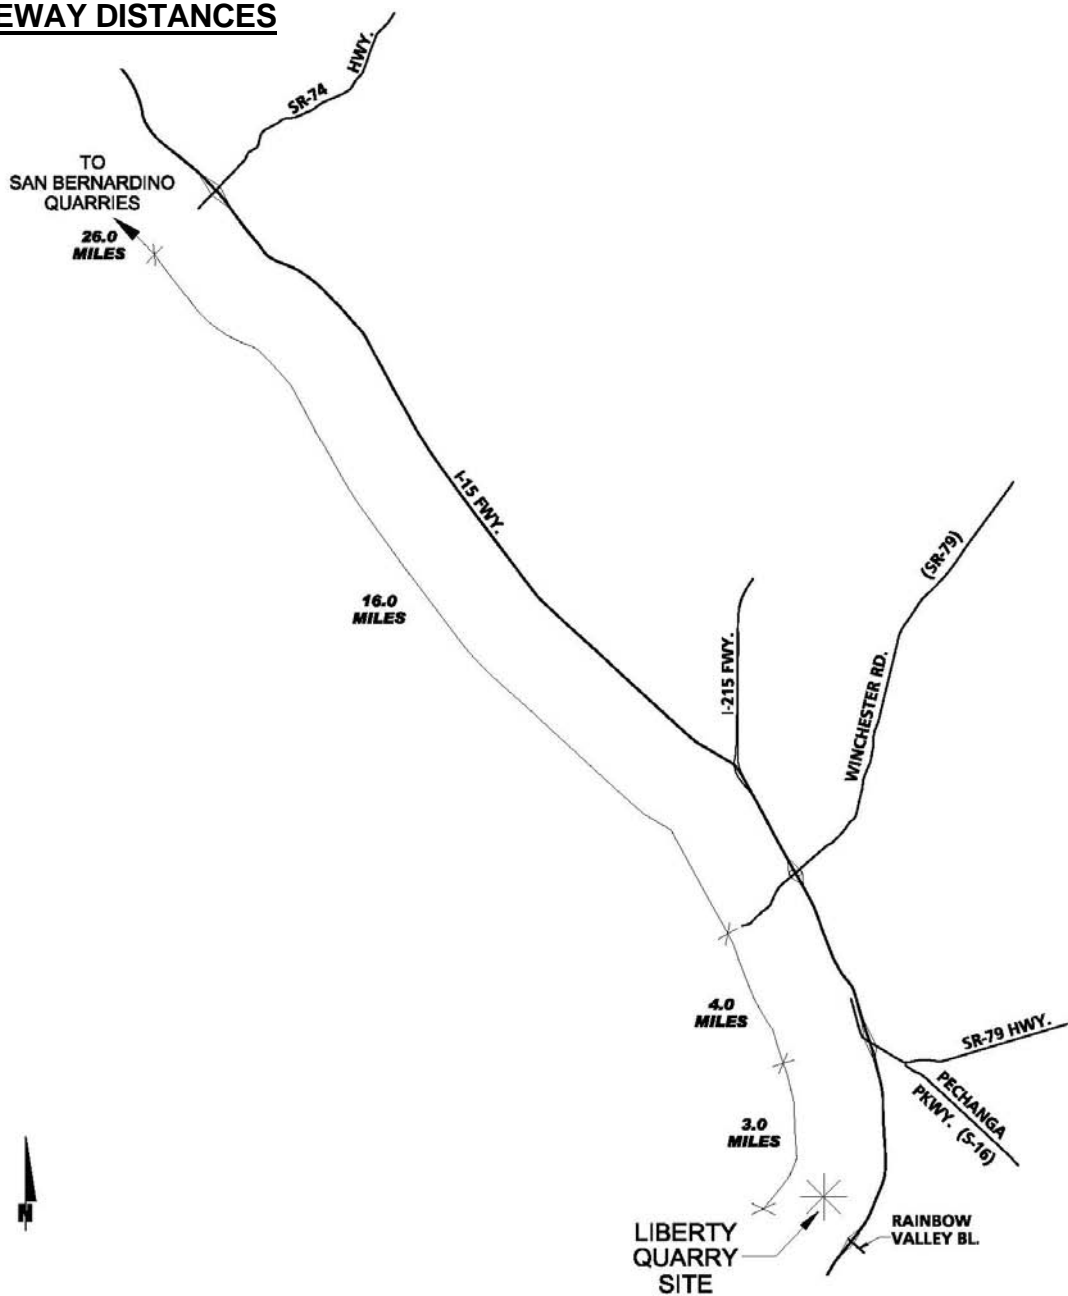 EWAY DISTANCES
SR-74 HWY.
TO
SAN BERNARDINO
QUARRIES
26.0
MILES
I-15 FWY.
16.0
MILES
(SR-79)
I-215 FWY.
WINCHESTER RD.
4.0
MILES
SR-79 HWY.
PECHANGA
PKWY. (S-16)
3.0
MILES
N
RAINBOW
VALLEY BL.
LIBERTY
QUARRY
SITE